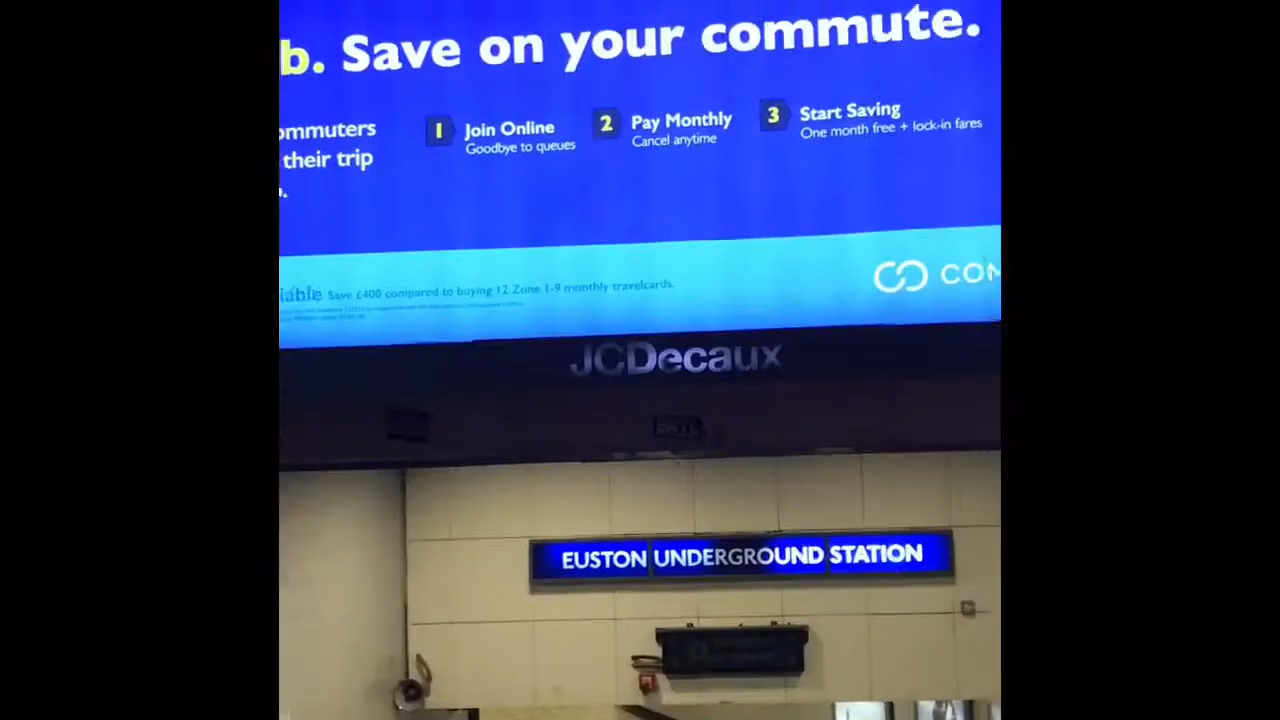 b. Save on your commute.
ommuters
their trip
1 Join Online
Goodbye to queues
2 Pay Monthly
Cancel anytime
3 Start Saving
One month free + lock-in fares
iable Save £400 compared to buying 12 Zone 1-9 monthly travelcards.
COM
JCDecaux
EUSTON UNDERGROUND STATION